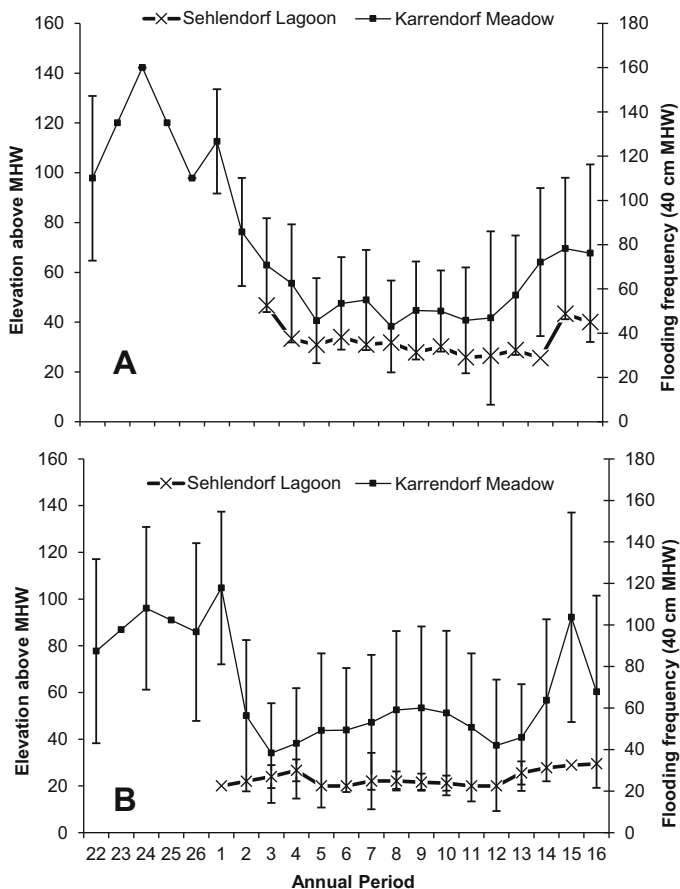 Sehlendorf Lagoon Karrendorf Meadow
160 180
140 160
120 140
100 120
80 100
60 80
40 60
20 40
0 20
0
Elevation above MHW
Flooding frequency (40 cm MHW)
A
Sehlendorf Lagoon Karrendorf Meadow
160 180
140 160
120 140
100 120
80 100
60 80
40 60
20 40
0 20
0
Elevation above MHW
Flooding frequency (40 cm MHW)
B
22 23 24 25 26 1 2 3 4 5 6 7 8 9 10 11 12 13 14 15 16
Annual Period